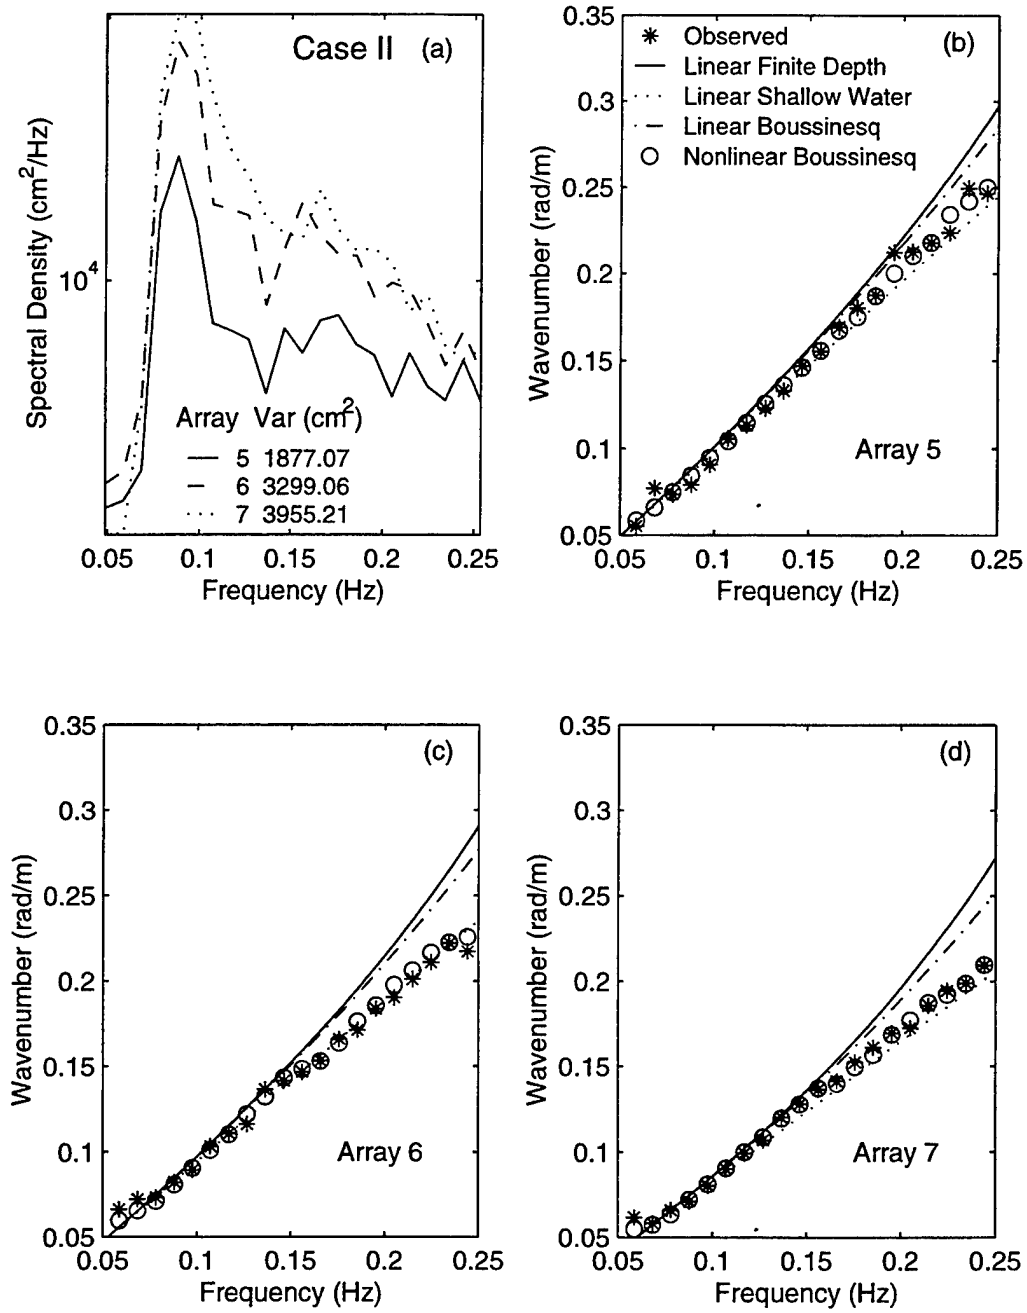 Case II (a)
Spectral Density (cm²/Hz)
10⁴
Array Var (cm²)
5 1877.07
6 3299.06
7 3955.21
0.05 0.1 0.15 0.2 0.25
Frequency (Hz)
(b)
Observed
Linear Finite Depth
Linear Shallow Water
Linear Boussinesq
Nonlinear Boussinesq
Wavenumber (rad/m)
0.35
0.3
0.25
0.2
0.15
0.1
0.05
Array 5
0.05 0.1 0.15 0.2 0.25
Frequency (Hz)
(c)
Wavenumber (rad/m)
0.35
0.3
0.25
0.2
0.15
0.1
0.05
Array 6
0.05 0.1 0.15 0.2 0.25
Frequency (Hz)
(d)
Wavenumber (rad/m)
0.35
0.3
0.25
0.2
0.15
0.1
0.05
Array 7
0.05 0.1 0.15 0.2 0.25
Frequency (Hz)